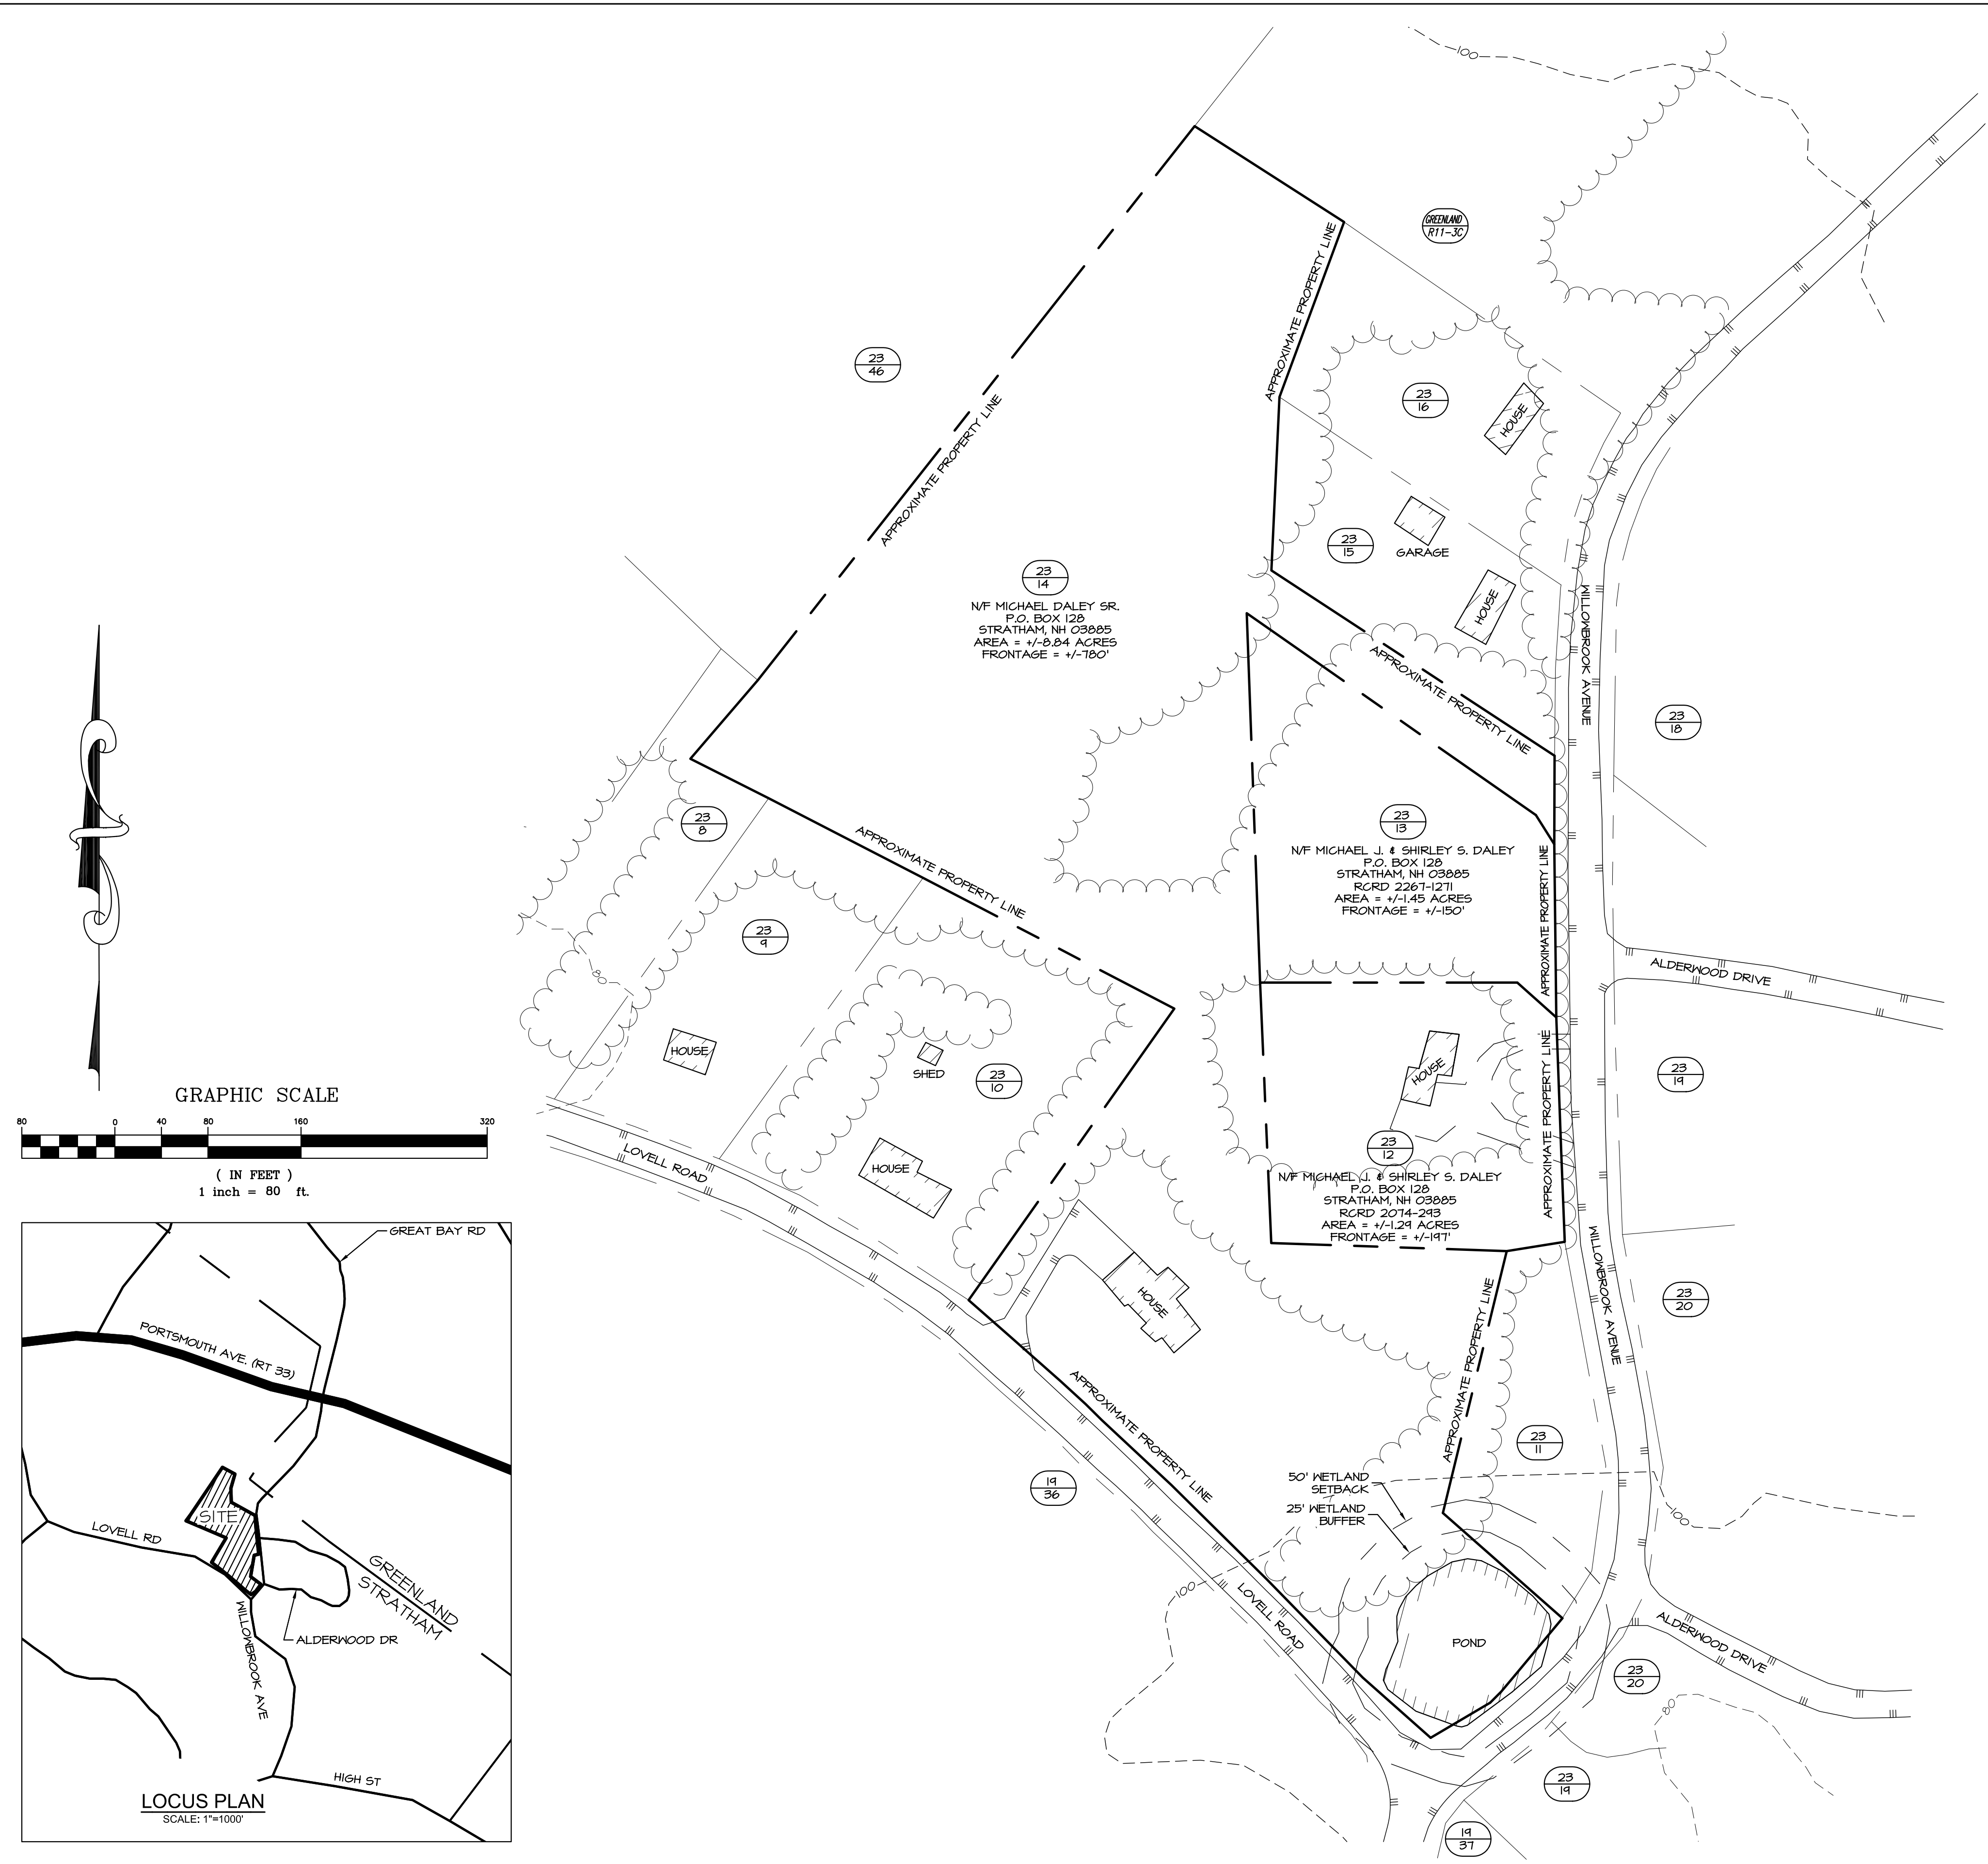 100
GREENLAND
R11-3C
APPROXIMATE PROPERTY LINE
23
46
APPROXIMATE PROPERTY LINE
23
16
HOUSE
23
15
GARAGE
HOUSE
WILLOWBROOK AVENUE
23
14
N/F MICHAEL DALEY SR.
P.O. BOX 128
STRATHAM, NH 03885
AREA = +/-8.84 ACRES
FRONTAGE = +/-780'
APPROXIMATE PROPERTY LINE
23
18
23
8
APPROXIMATE PROPERTY LINE
23
13
N/F MICHAEL J. & SHIRLEY S. DALEY
P.O. BOX 128
STRATHAM, NH 03885
RCRD 2267-1271
AREA = +/-1.45 ACRES
FRONTAGE = +/-150'
APPROXIMATE PROPERTY LINE
23
9
80
ALDERWOOD DRIVE
HOUSE
SHED
23
10
HOUSE
APPROXIMATE PROPERTY LINE
23
19
23
12
N/F MICHAEL J. & SHIRLEY S. DALEY
P.O. BOX 128
STRATHAM, NH 03885
RCRD 2074-293
AREA = +/-1.29 ACRES
FRONTAGE = +/-197'
LOVELL ROAD
HOUSE
HOUSE
WILLOWBROOK AVENUE
23
20
APPROXIMATE PROPERTY LINE
APPROXIMATE PROPERTY LINE
23
11
19
36
50' WETLAND
SETBACK
25' WETLAND
BUFFER
100
100
LOVELL ROAD
POND
ALDERWOOD DRIVE
23
20
80
23
19
19
37
GRAPHIC SCALE
80 0 40 80 160 320
( IN FEET )
1 inch = 80 ft.
GREAT BAY RD
PORTSMOUTH AVE. (RT 33)
SITE
LOVELL RD
GREENLAND
STRATHAM
ALDERWOOD DR
WILLOWBROOK AVE
HIGH ST
LOCUS PLAN
SCALE: 1"=1000'